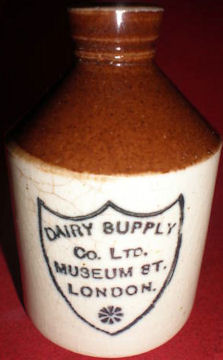 DAIRY SUPPLY
Co. LTD.
MUSEUM ST.
LONDON.